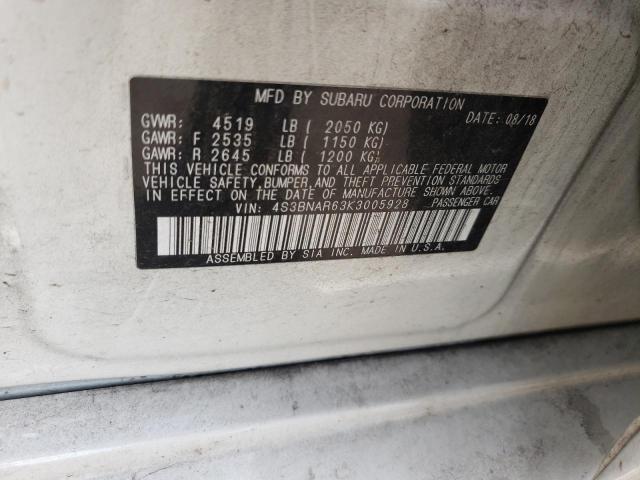 MFD BY SUBARU CORPORATION
DATE: 08/18
GVWR: 4519 LB ( 2050 KG)
GAWR: F 2535 LB ( 1150 KG)
GAWR: R 2645 LB ( 1200 KG)
THIS VEHICLE CONFORMS TO ALL APPLICABLE FEDERAL MOTOR
VEHICLE SAFETY,BUMPER,AND THEFT PREVENTION STANDARDS
IN EFFECT ON THE DATE OF MANUFACTURE SHOWN ABOVE.
VIN: 4S3BNAR63K3005928 PASSENGER CAR
ASSEMBLED BY SIA INC. MADE IN U.S.A.